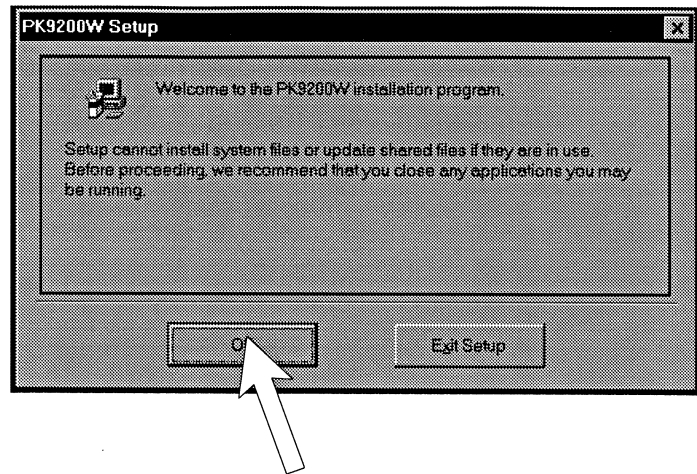 PK9200W Setup
Welcome to the PK9200W installation program.
Setup cannot install system files or update shared files if they are in use.
Before proceeding, we recommend that you close any applications you may
be running.
Exit Setup